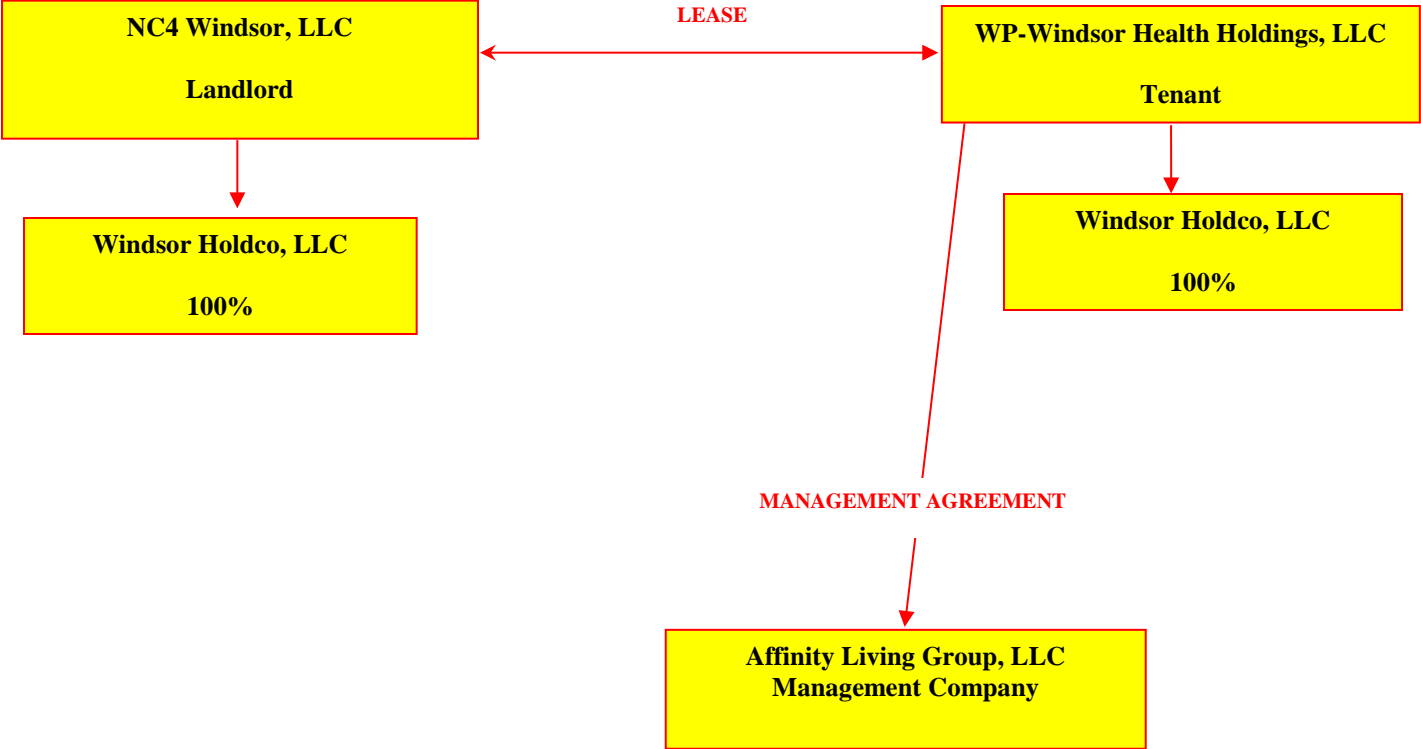 NC4 Windsor, LLC
Landlord
LEASE
WP-Windsor Health Holdings, LLC
Tenant
Windsor Holdco, LLC
100%
Windsor Holdco, LLC
100%
MANAGEMENT AGREEMENT
Affinity Living Group, LLC
Management Company